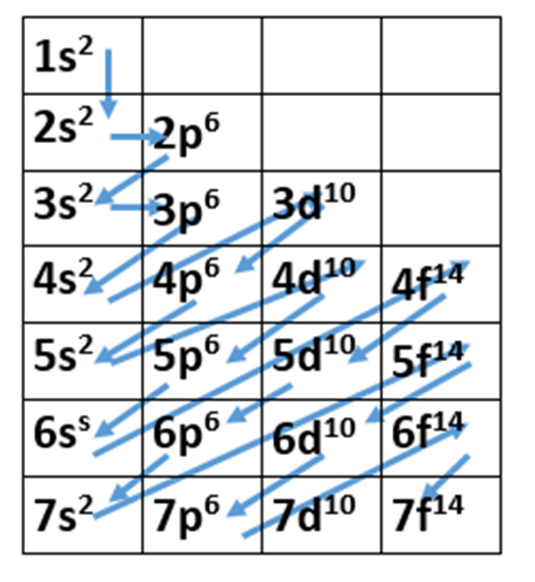 1s²
2s² 2p⁶
3s² 3p⁶ 3d¹⁰
4s² 4p⁶ 4d¹⁰ 4f¹⁴
5s² 5p⁶ 5d¹⁰ 5f¹⁴
6sˢ 6p⁶ 6d¹⁰ 6f¹⁴
7s² 7p⁶ 7d¹⁰ 7f¹⁴